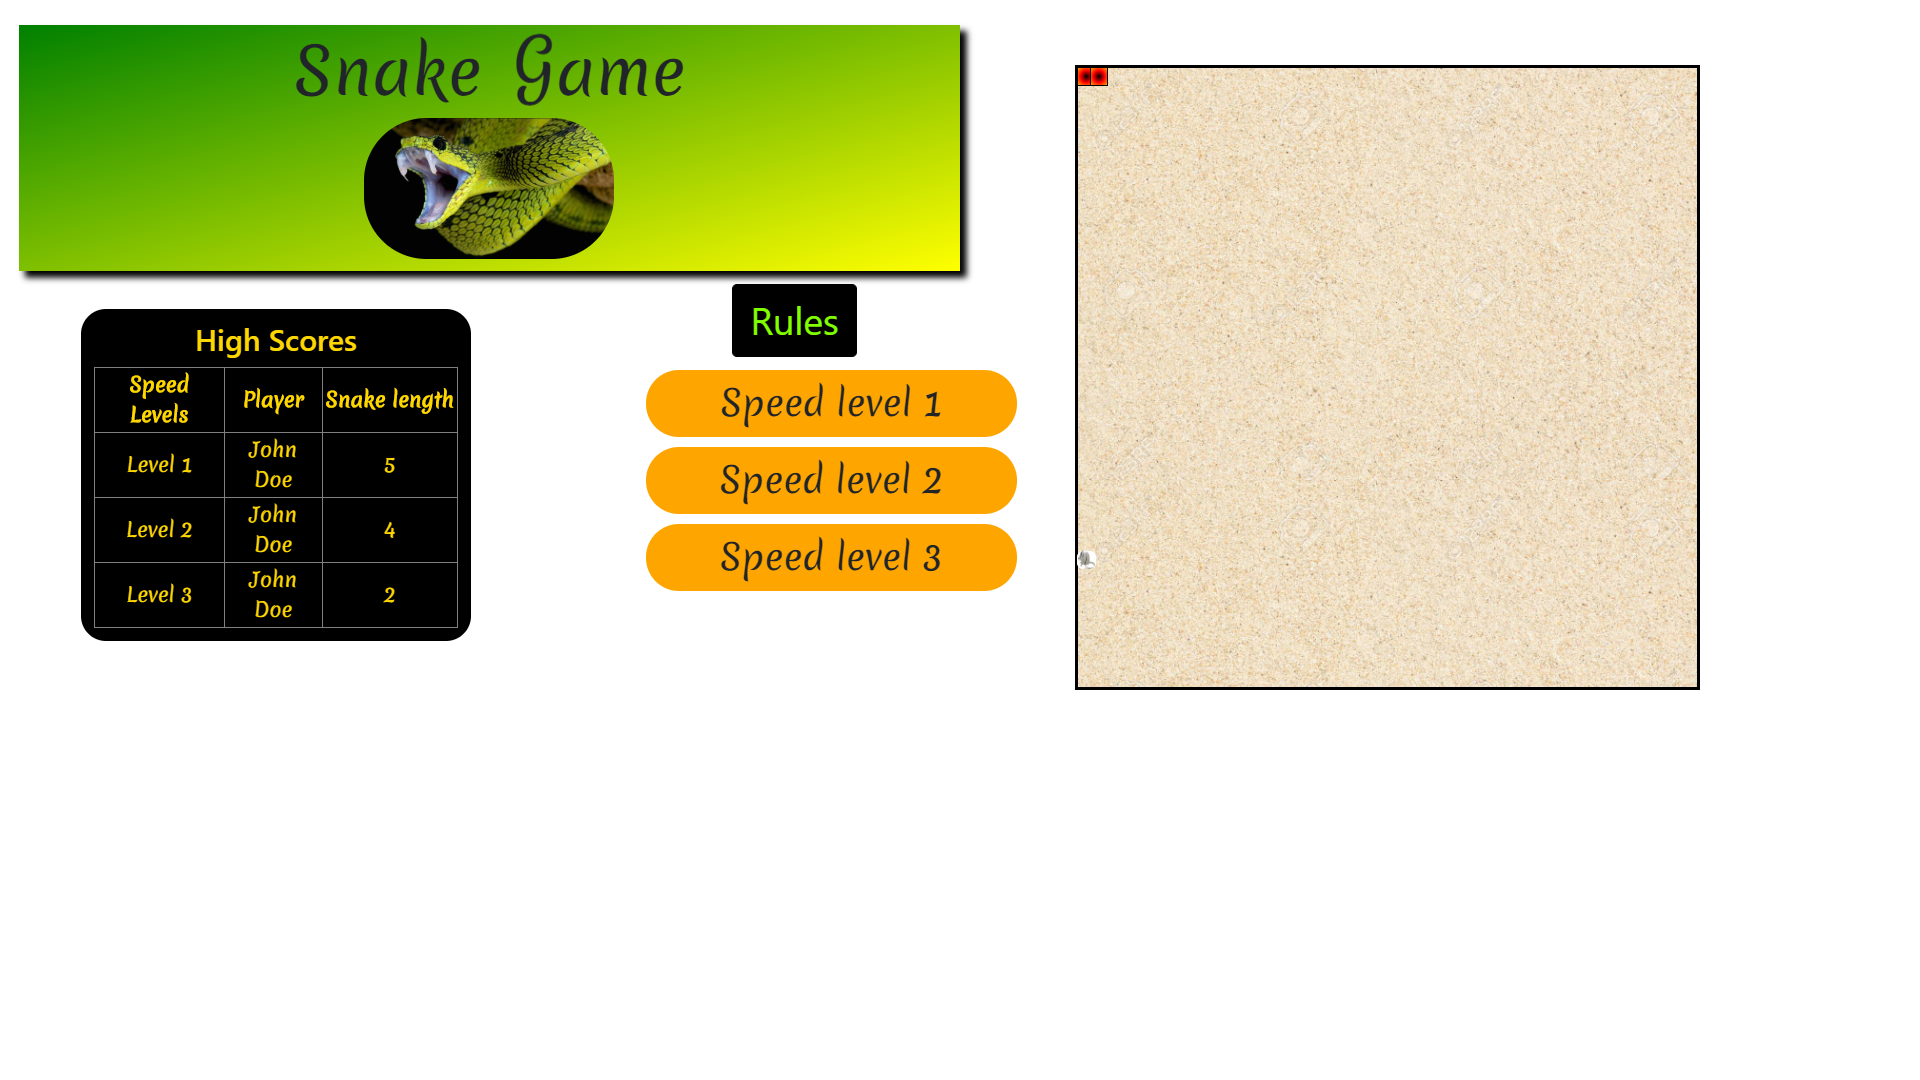 Snake Game
High Scores
Speed Levels Player Snake length
Level 1 John Doe 5
Level 2 John Doe 4
Level 3 John Doe 2
Rules
Speed level 1
Speed level 2
Speed level 3